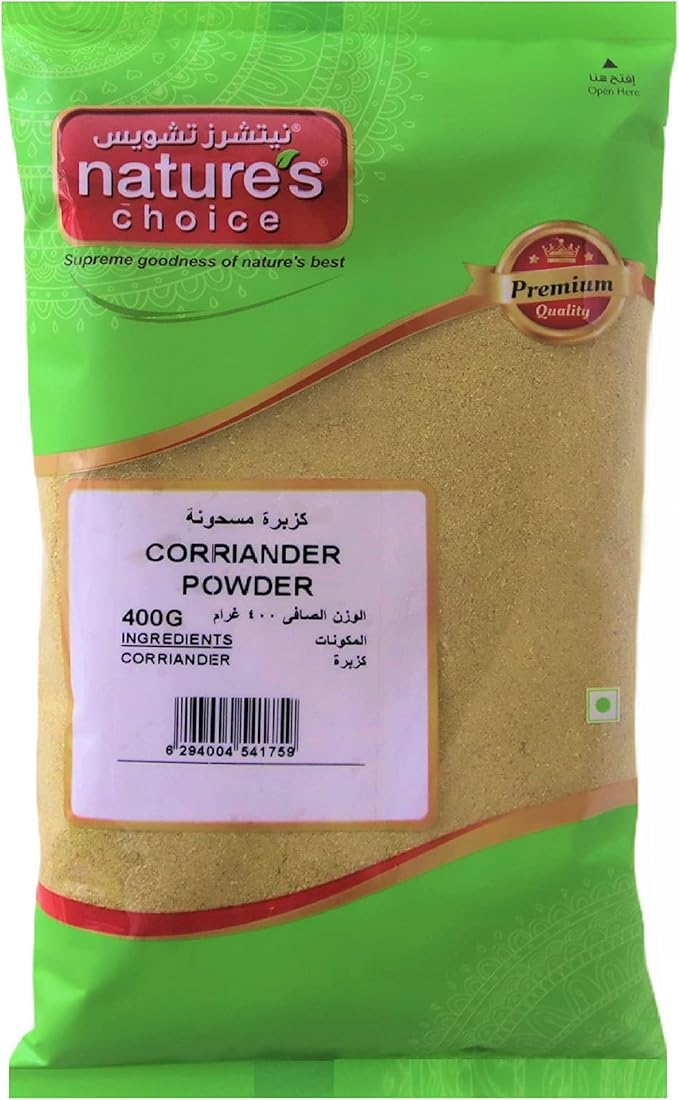 إفتح هنا
Open Here
نيتشرز تشويس®
nature's®
choice
Supreme goodness of nature's best
Premium
Quality
كزبرة مسحونة
CORRIANDER
POWDER
400G الوزن الصافى ٤٠٠ غرام
INGREDIENTS المكونات
CORRIANDER كزبرة
6 294004 541759